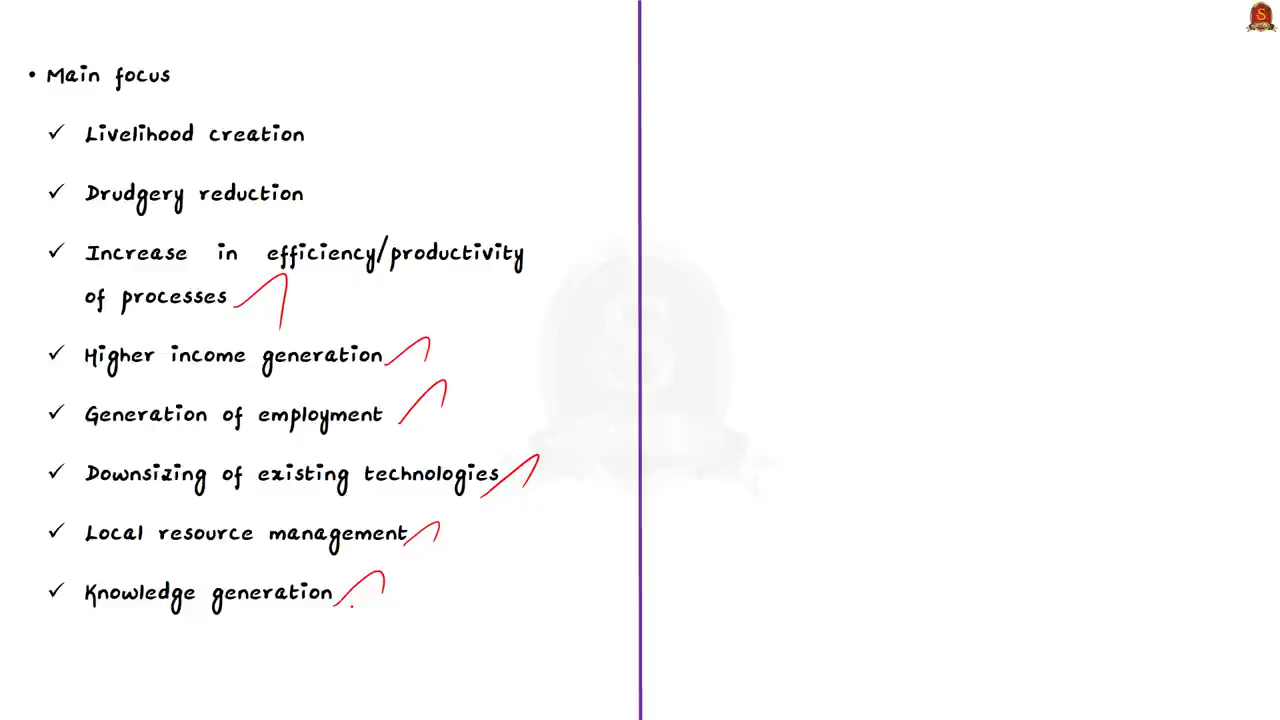 • Main focus
✓ Livelihood creation
✓ Drudgery reduction
✓ Increase in efficiency/productivity
of processes
✓ Higher income generation
✓ Generation of employment
✓ Downsizing of existing technologies
✓ Local resource management
✓ Knowledge generation
S
S